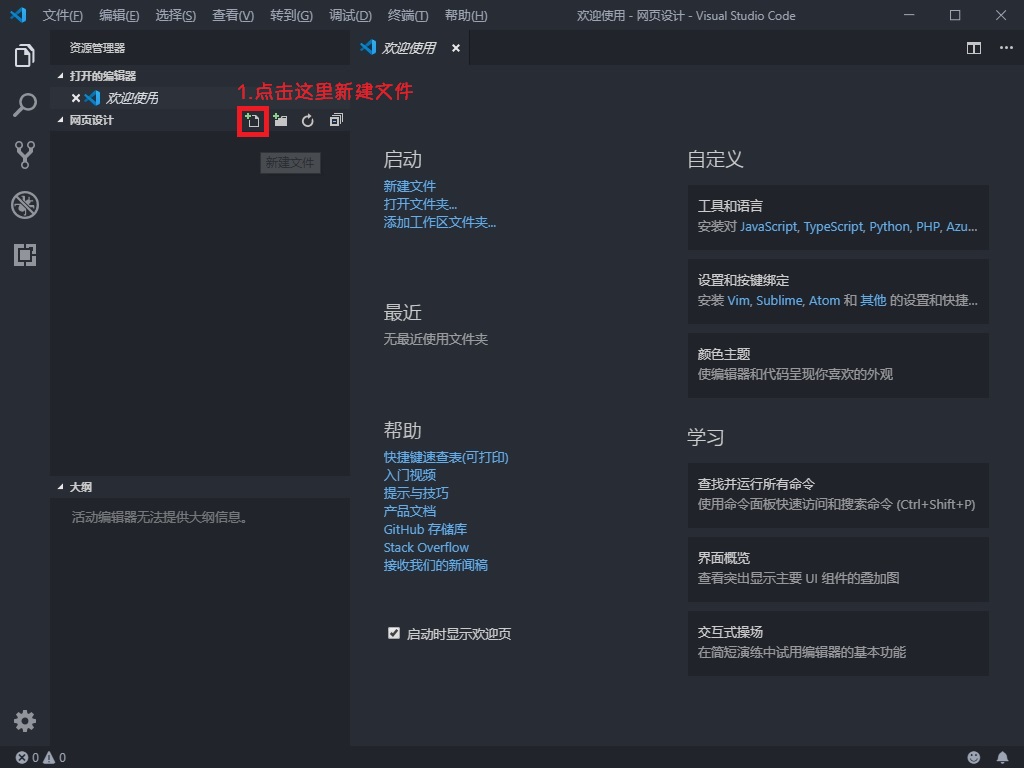 文件(F) 编辑(E) 选择(S) 查看(V) 转到(G) 调试(D) 终端(T) 帮助(H) 欢迎使用 - 网页设计 - Visual Studio Code
资源管理器
欢迎使用
打开的编辑器
欢迎使用
1.点击这里新建文件
网页设计
新建文件
启动
新建文件
打开文件夹...
添加工作区文件夹...
最近
无最近使用文件夹
帮助
快捷键速查表(可打印)
入门视频
提示与技巧
产品文档
GitHub 存储库
Stack Overflow
接收我们的新闻稿
启动时显示欢迎页
自定义
工具和语言
安装对 JavaScript, TypeScript, Python, PHP, Azu...
设置和按键绑定
安装 Vim, Sublime, Atom 和 其他 的设置和快捷...
颜色主题
使编辑器和代码呈现你喜欢的外观
学习
查找并运行所有命令
使用命令面板快速访问和搜索命令 (Ctrl+Shift+P)
界面概览
查看突出显示主要 UI 组件的叠加图
交互式操场
在简短演练中试用编辑器的基本功能
大纲
活动编辑器无法提供大纲信息。
0 0